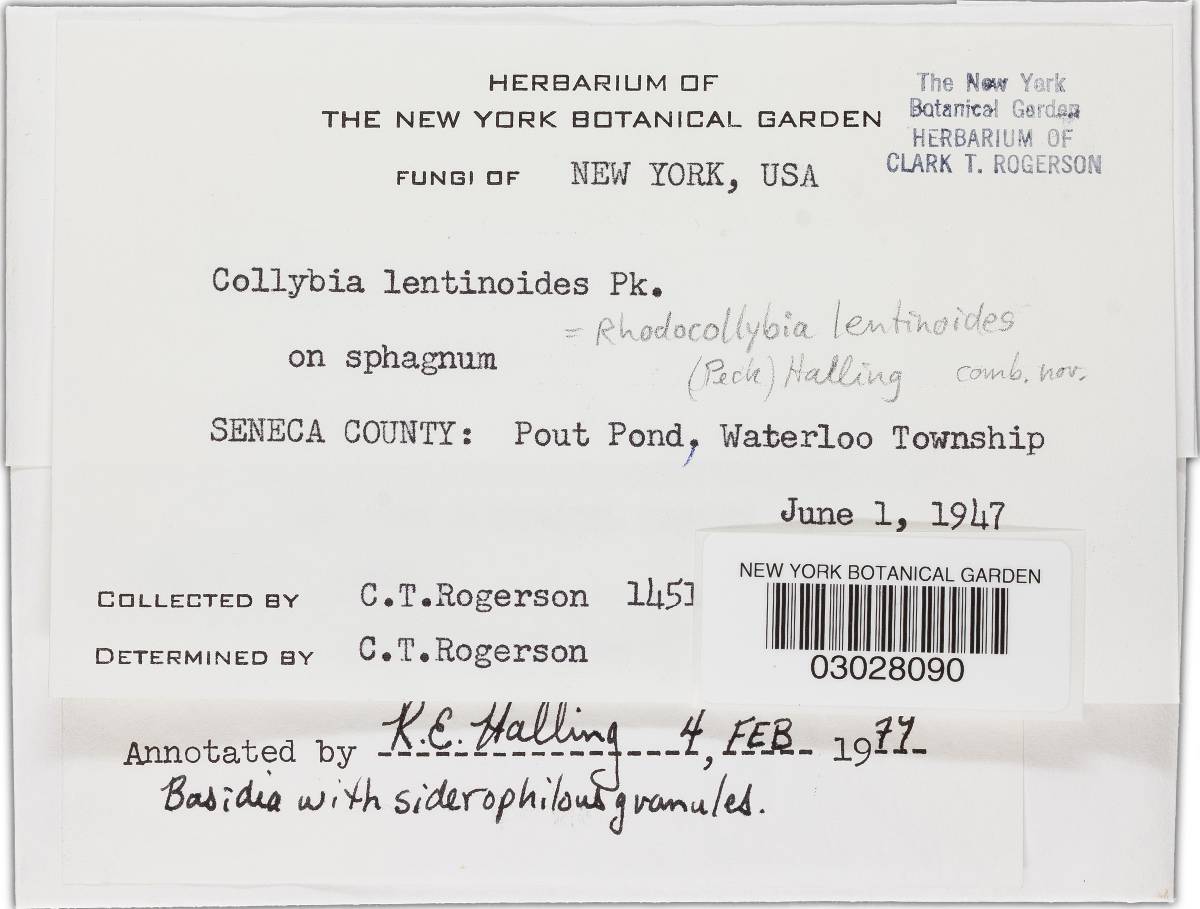 HERBARIUM OF
THE NEW YORK BOTANICAL GARDEN
FUNGI OF NEW YORK, USA
The New York
Botanical Garden
HERBARIUM OF
CLARK T. ROGERSON
Collybia lentinoides Pk.
= Rhodocollybia lentinoides
(Peck) Halling comb. nov.
on sphagnum
SENECA COUNTY: Pout Pond, Waterloo Township
June 1, 1947
COLLECTED BY C.T.Rogerson 1451
DETERMINED BY C.T.Rogerson
NEW YORK BOTANICAL GARDEN
03028090
Annotated by R.E. Halling 4, FEB 1977
Basidia with siderophilous granules.